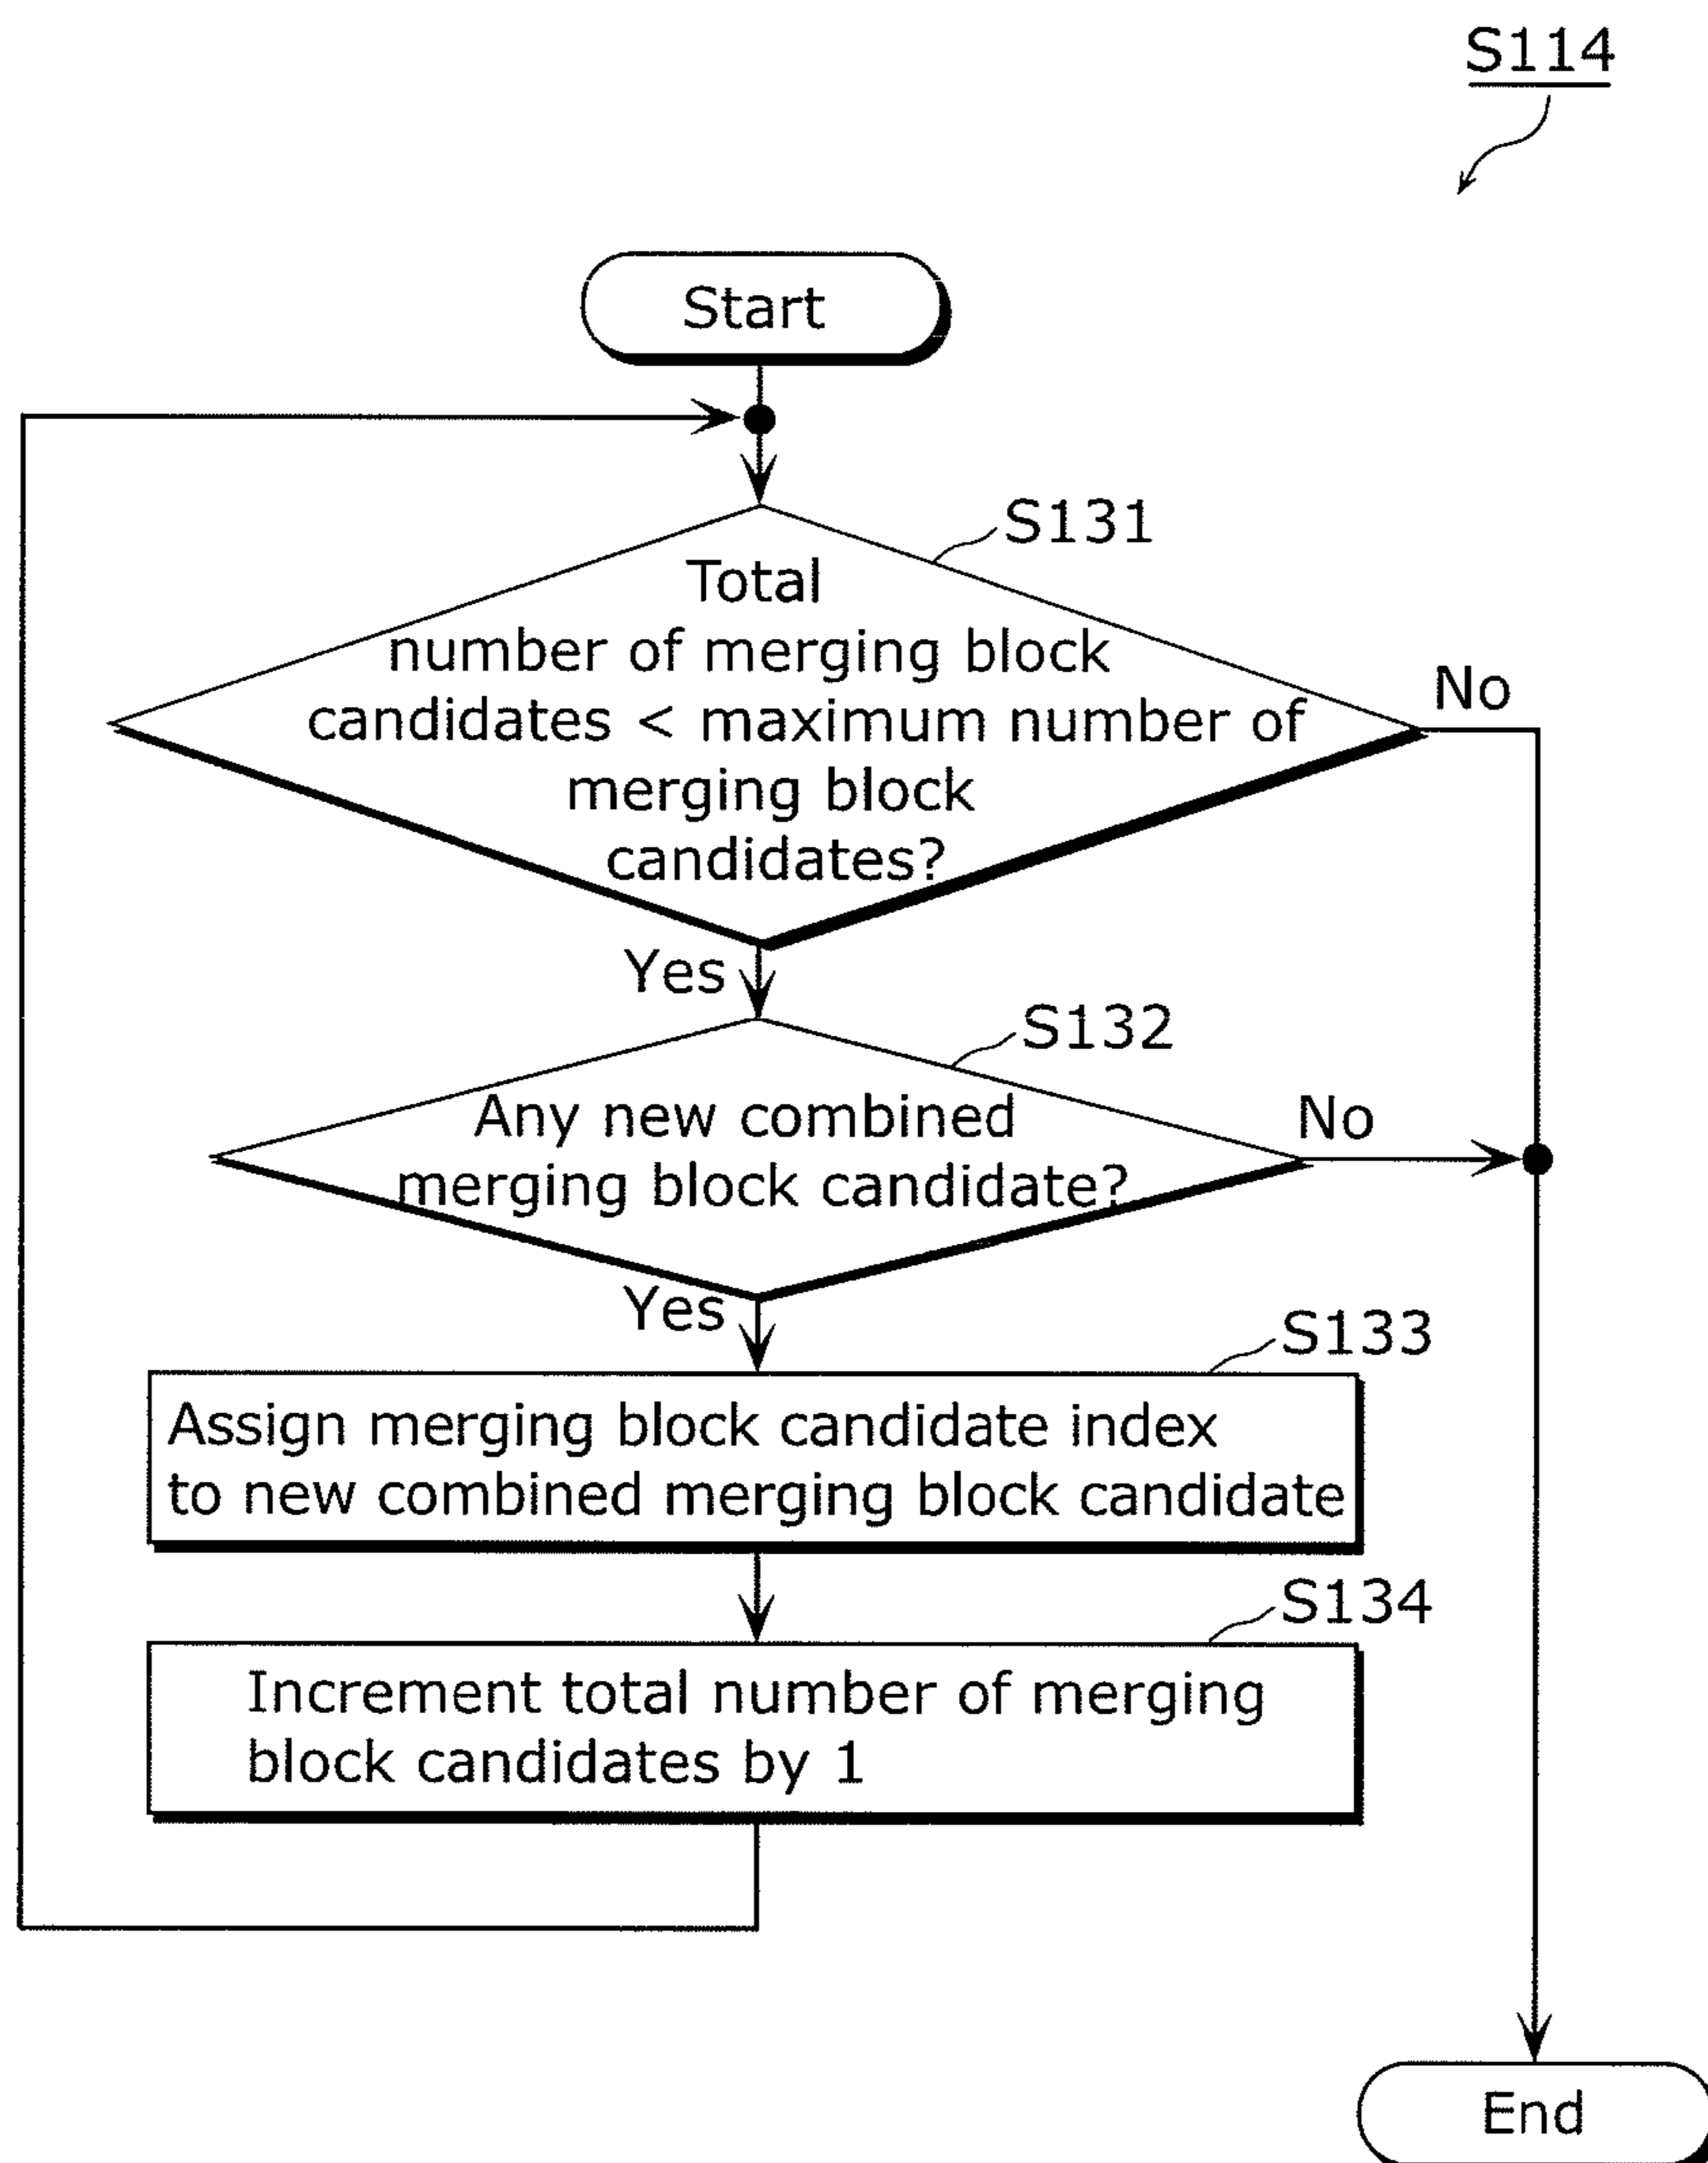 S114
Start
S131
Total
number of merging block
candidates < maximum number of
merging block
candidates?
No
Yes
S132
Any new combined
merging block candidate?
No
Yes
S133
Assign merging block candidate index
to new combined merging block candidate
S134
Increment total number of merging
block candidates by 1
End